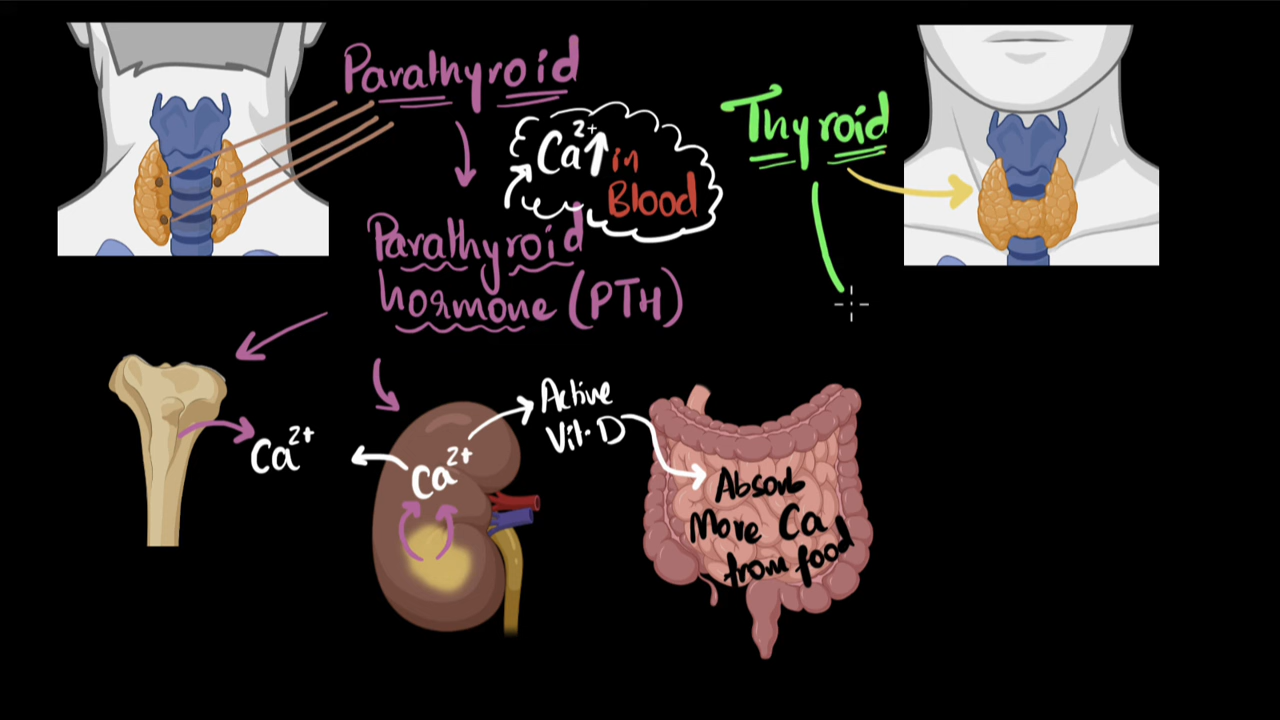 Parathyroid
Ca²⁺↑ in
Blood
Thyroid
Parathyroid
hormone (PTH)
Ca²⁺
Ca²⁺
Active
Vit. D
Absorb
More Ca
from food